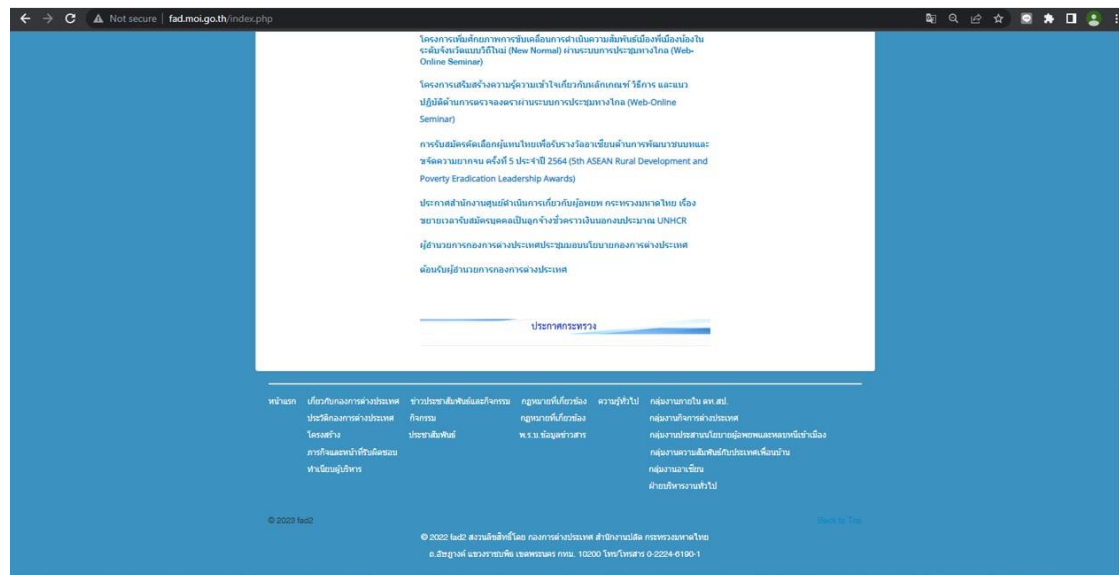 Not secure | fad.moi.go.th/index.php
โครงการเพิ่มศักยภาพการขับเคลื่อนการดำเนินความสัมพันธ์เมืองพี่เมืองน้องใน
ระดับจังหวัดแบบวิถีใหม่ (New Normal) ผ่านระบบการประชุมทางไกล (Web-
Online Seminar)
โครงการเสริมสร้างความรู้ความเข้าใจเกี่ยวกับหลักเกณฑ์ วิธีการ และแนว
ปฏิบัติด้านการตรวจลงตราผ่านระบบการประชุมทางไกล (Web-Online
Seminar)
การรับสมัครคัดเลือกผู้แทนไทยเพื่อรับรางวัลอาเซียนด้านการพัฒนาชนบทและ
ขจัดความยากจน ครั้งที่ 5 ประจำปี 2564 (5th ASEAN Rural Development and
Poverty Eradication Leadership Awards)
ประกาศสำนักงานศูนย์ดำเนินการเกี่ยวกับผู้อพยพ กระทรวงมหาดไทย เรื่อง
ขยายเวลารับสมัครบุคคลเป็นลูกจ้างชั่วคราวเงินนอกงบประมาณ UNHCR
ผู้อำนวยการกองการต่างประเทศประชุมมอบนโยบายกองการต่างประเทศ
ต้อนรับผู้อำนวยการกองการต่างประเทศ
ประกาศกระทรวง
หน้าแรก เกี่ยวกับกองการต่างประเทศ ข่าวประชาสัมพันธ์และกิจกรรม กฎหมายที่เกี่ยวข้อง ความรู้ทั่วไป กลุ่มงานภายใน ตท.สป.
ประวัติกองการต่างประเทศ กิจกรรม กฎหมายที่เกี่ยวข้อง กลุ่มงานกิจการต่างประเทศ
โครงสร้าง ประชาสัมพันธ์ พ.ร.บ.ข้อมูลข่าวสาร กลุ่มงานประสานนโยบายผู้อพยพและหลบหนีเข้าเมือง
ภารกิจและหน้าที่รับผิดชอบ กลุ่มงานความสัมพันธ์กับประเทศเพื่อนบ้าน
ทำเนียบผู้บริหาร กลุ่มงานอาเซียน
ฝ่ายบริหารงานทั่วไป
© 2023 fad2 Back to Top
© 2022 fad2 สงวนลิขสิทธิ์โดย กองการต่างประเทศ สำนักงานปลัด กระทรวงมหาดไทย
ถ.อัษฎางค์ แขวงราชบพิธ เขตพระนคร กทม. 10200 โทร/โทรสาร 0-2224-6190-1